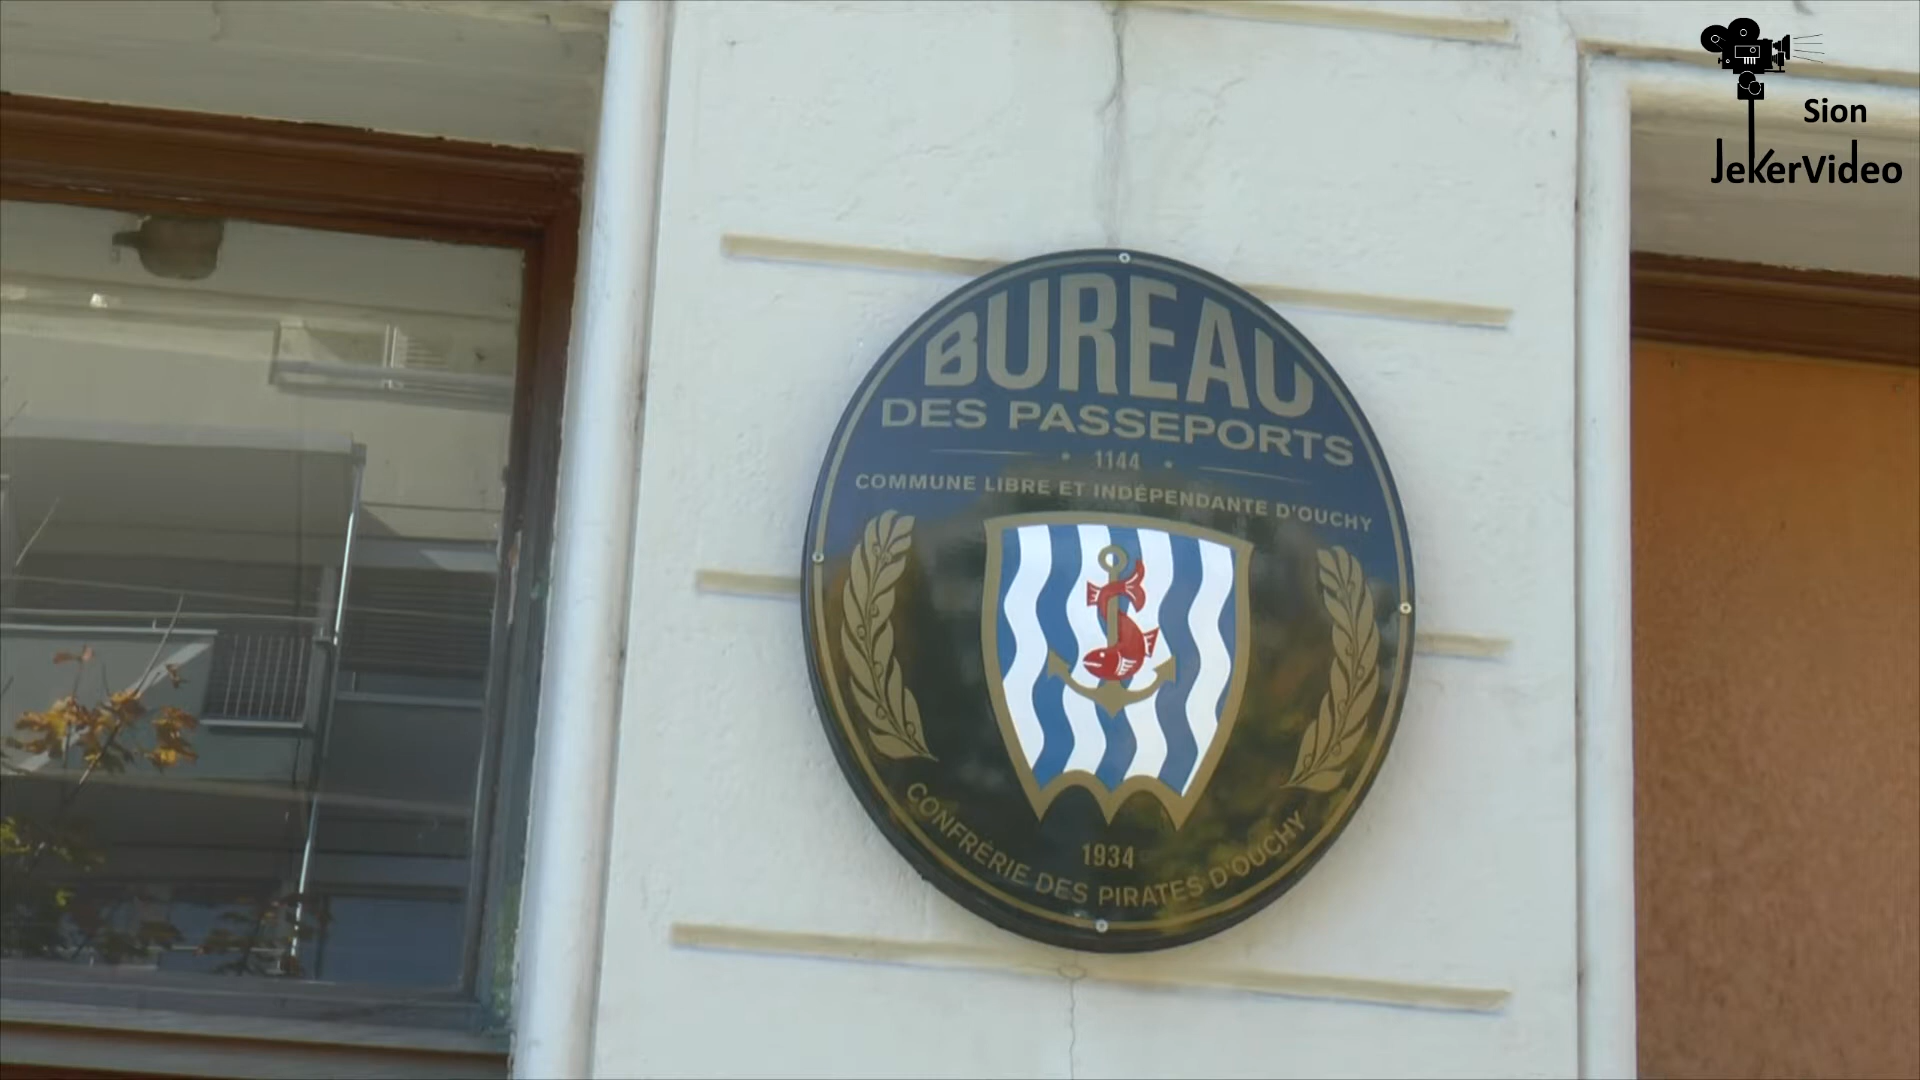 Sion
JekerVideo
BUREAU
DES PASSEPORTS
1144
COMMUNE LIBRE ET INDÉPENDANTE D'OUCHY
1934
CONFRÉRIE DES PIRATES D'OUCHY